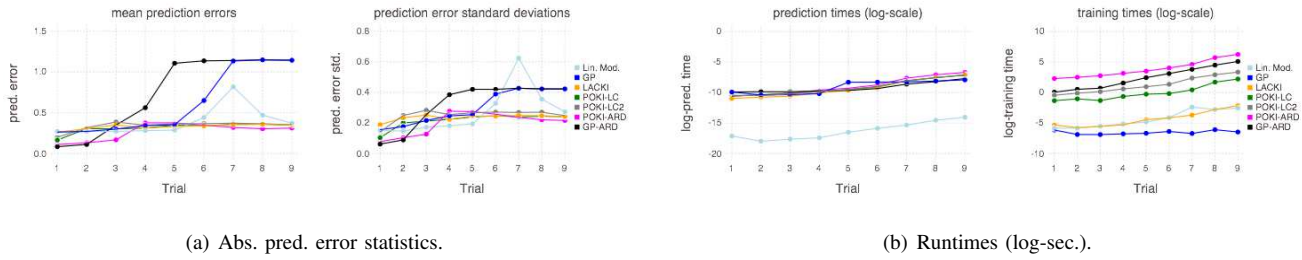 mean prediction errors
pred. error
1.5
1.0
0.5
0.0
1 2 3 4 5 6 7 8 9
Trial
prediction error standard deviations
pred. error std.
0.8
0.6
0.4
0.2
0.0
1 2 3 4 5 6 7 8 9
Trial
Lin. Mod.
GP
LACKI
POKI-LC
POKI-LC2
POKI-ARD
GP-ARD
(a) Abs. pred. error statistics.
prediction times (log-scale)
log-pred. time
0
-5
-10
-15
-20
1 2 3 4 5 6 7 8 9
Trial
training times (log-scale)
log-training time
10
5
0
-5
-10
1 2 3 4 5 6 7 8 9
Trial
Lin. Mod.
GP
LACKI
POKI-LC
POKI-LC2
POKI-ARD
GP-ARD
(b) Runtimes (log-sec.).